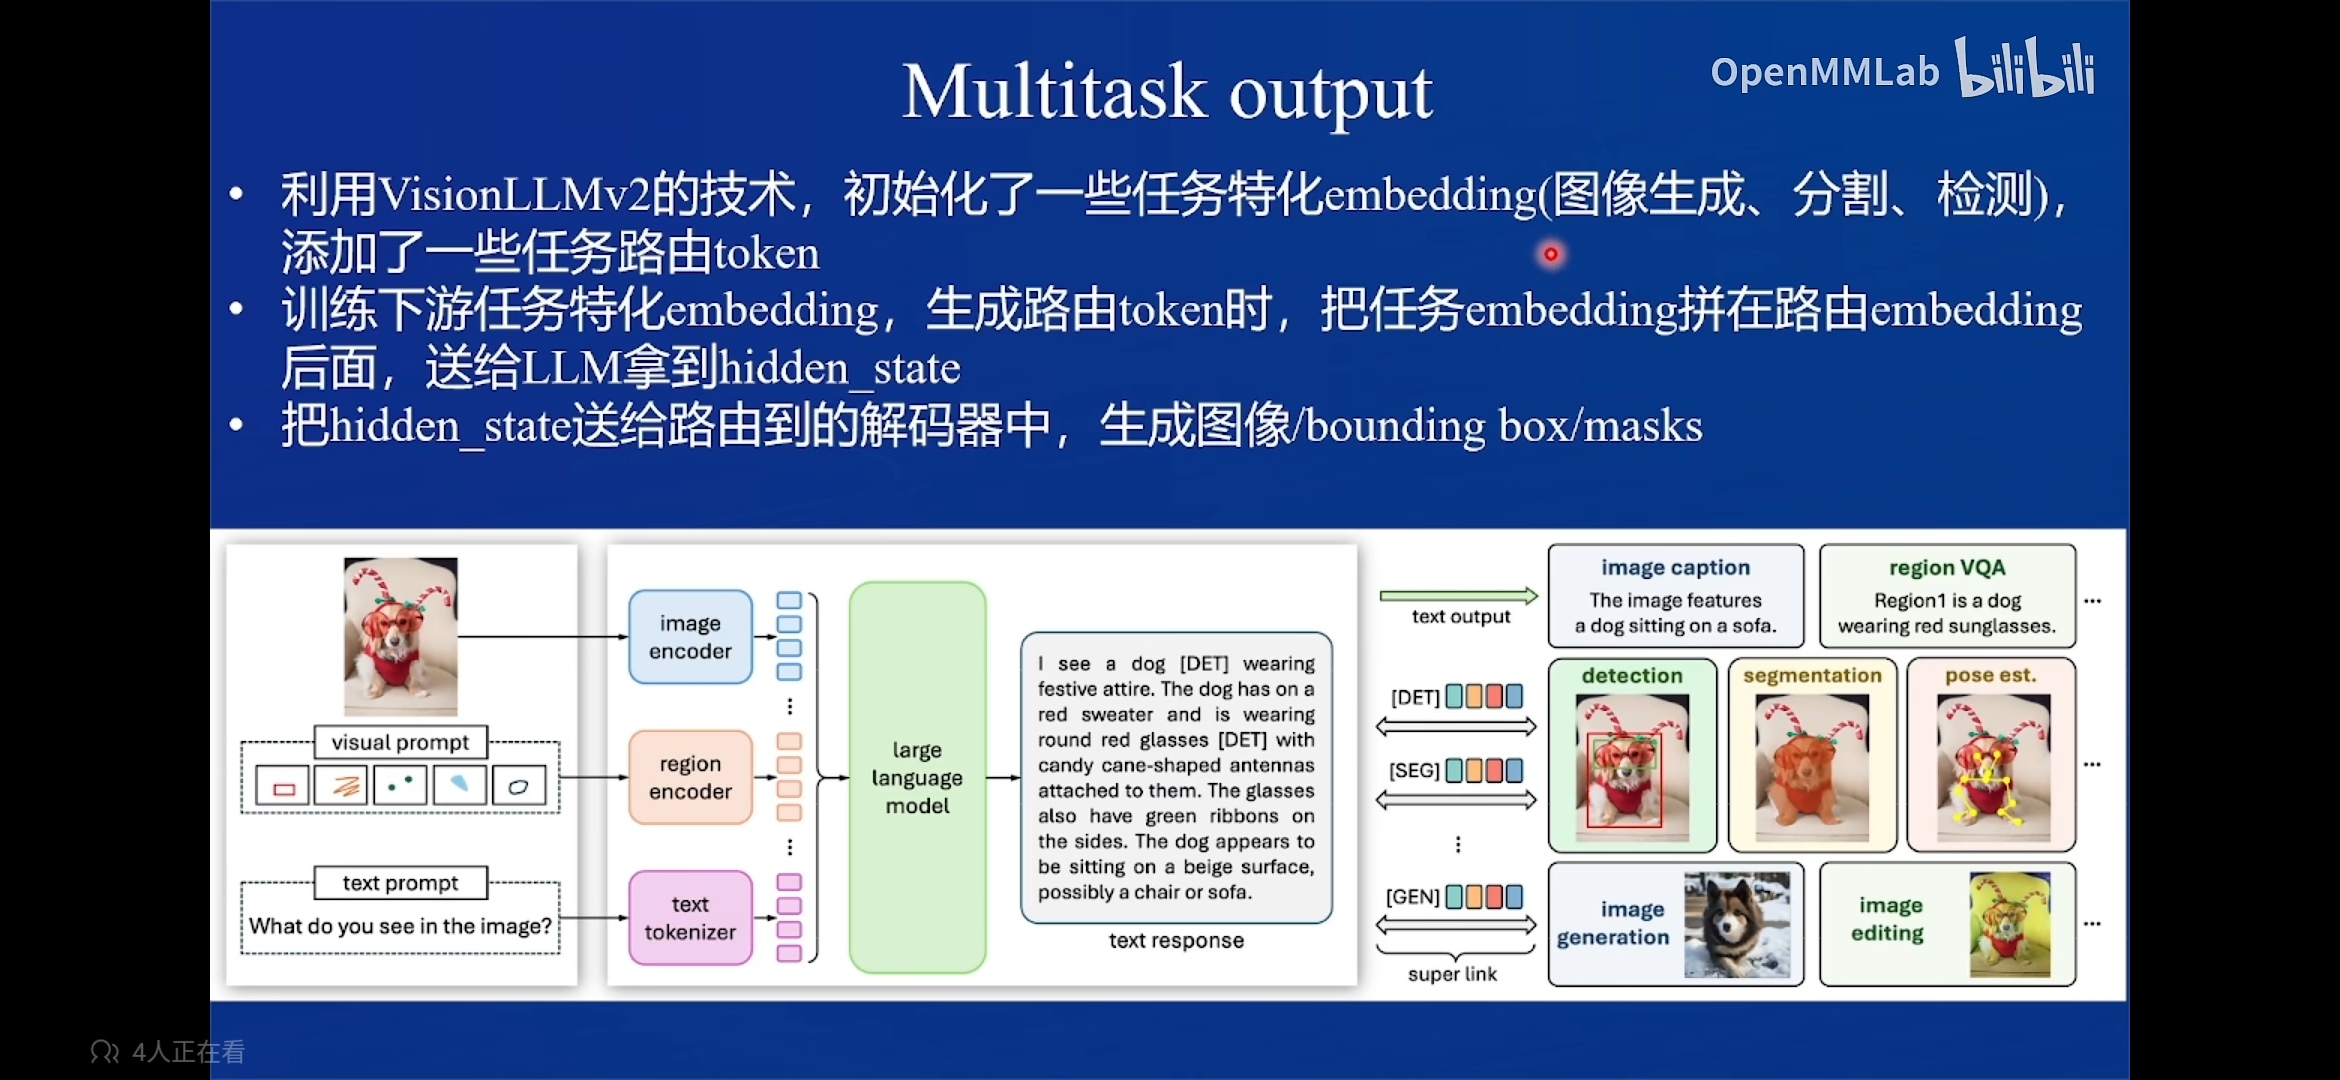 Multitask output
OpenMMLab bilibili
• 利用VisionLLMv2的技术，初始化了一些任务特化embedding(图像生成、分割、检测)，
添加了一些任务路由token
• 训练下游任务特化embedding，生成路由token时，把任务embedding拼在路由embedding
后面，送给LLM拿到hidden_state
• 把hidden_state送给路由到的解码器中，生成图像/bounding box/masks
visual prompt
text prompt
What do you see in the image?
image
encoder
region
encoder
text
tokenizer
large
language
model
I see a dog [DET] wearing
festive attire. The dog has on a
red sweater and is wearing
round red glasses [DET] with
candy cane-shaped antennas
attached to them. The glasses
also have green ribbons on
the sides. The dog appears to
be sitting on a beige surface,
possibly a chair or sofa.
text response
text output
[DET]
[SEG]
[GEN]
super link
image caption
The image features
a dog sitting on a sofa.
region VQA
Region1 is a dog
wearing red sunglasses.
...
detection
segmentation
pose est.
...
image
generation
image
editing
...
4人正在看